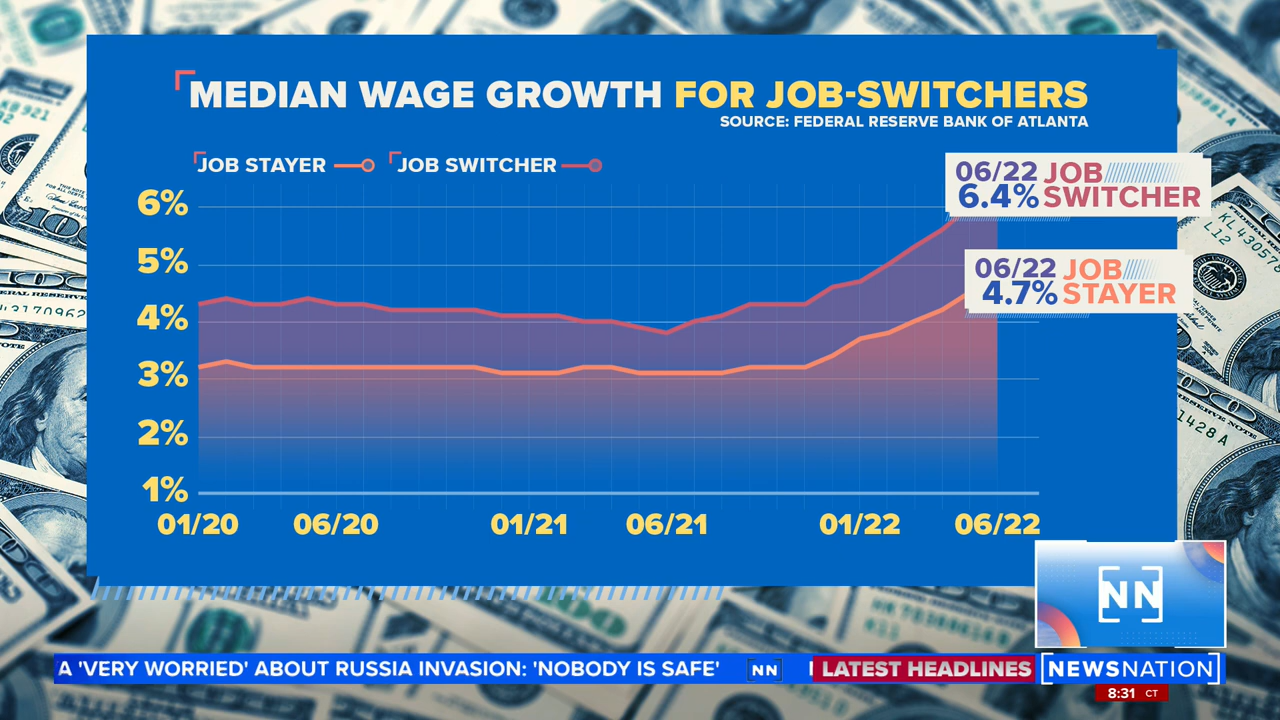 MEDIAN WAGE GROWTH FOR JOB-SWITCHERS
SOURCE: FEDERAL RESERVE BANK OF ATLANTA
JOB STAYER
JOB SWITCHER
06/22 JOB
6.4% SWITCHER
06/22 JOB
4.7% STAYER
6%
5%
4%
3%
2%
1%
01/20
06/20
01/21
06/21
01/22
06/22
NN
A 'VERY WORRIED' ABOUT RUSSIA INVASION: 'NOBODY IS SAFE'
NN
LATEST HEADLINES
NEWSNATION
8:31 CT